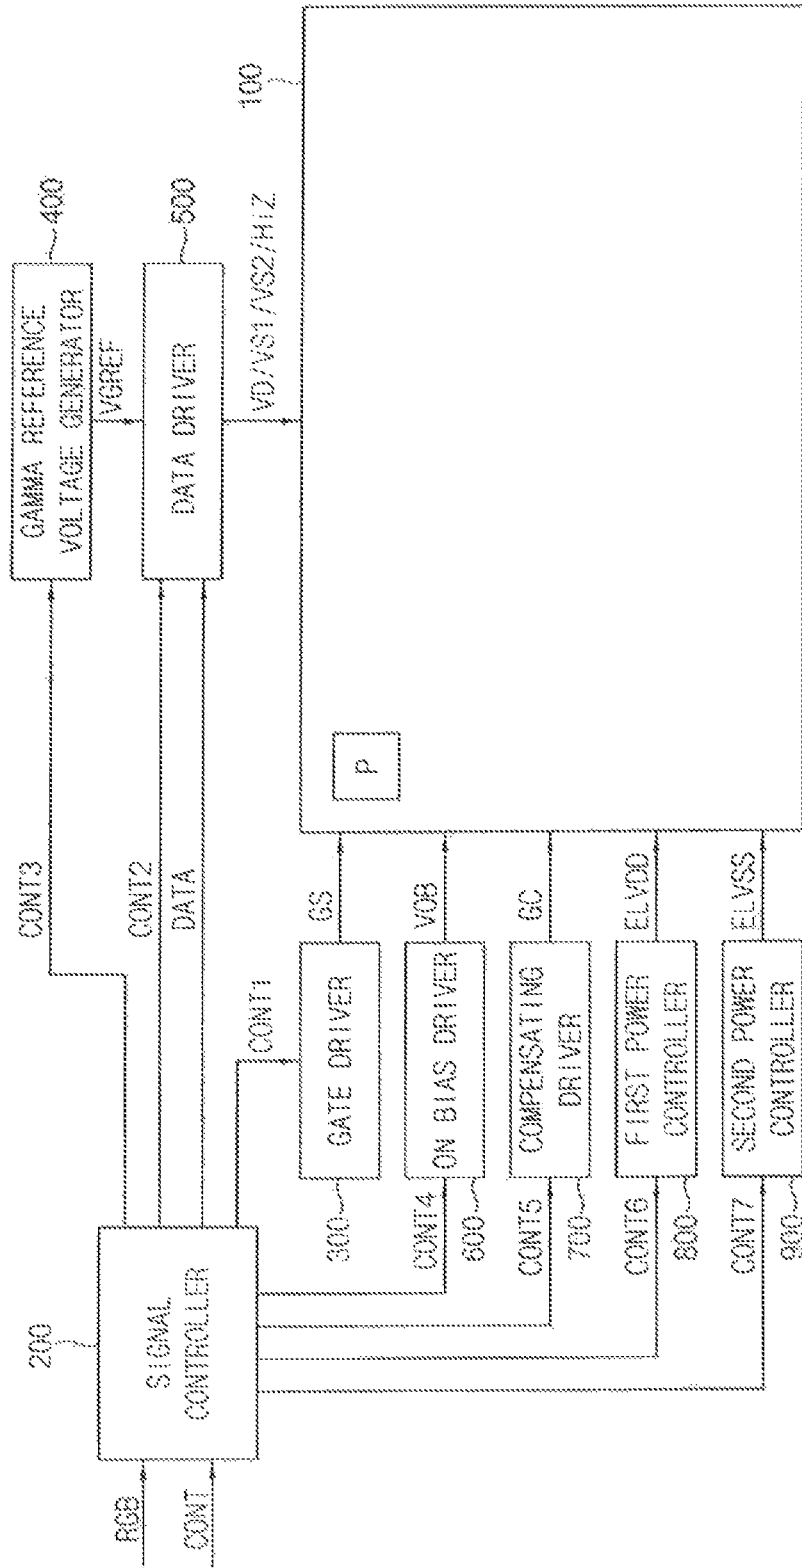 CONT3
GAMMA REFERENCE
VOLTAGE GENERATOR
400
VGREF
RGB
CONT
200
SIGNAL
CONTROLLER
CONT2
DATA
DATA DRIVER
500
CONT1
VD/VS1/VS2/HiZ
100
300
GATE DRIVER
GS
P
CONT4
600
ON BIAS DRIVER
VOB
CONT5
700
COMPENSATING
DRIVER
GC
CONT6
800
FIRST POWER
CONTROLLER
ELVDD
CONT7
900
SECOND POWER
CONTROLLER
ELVSS